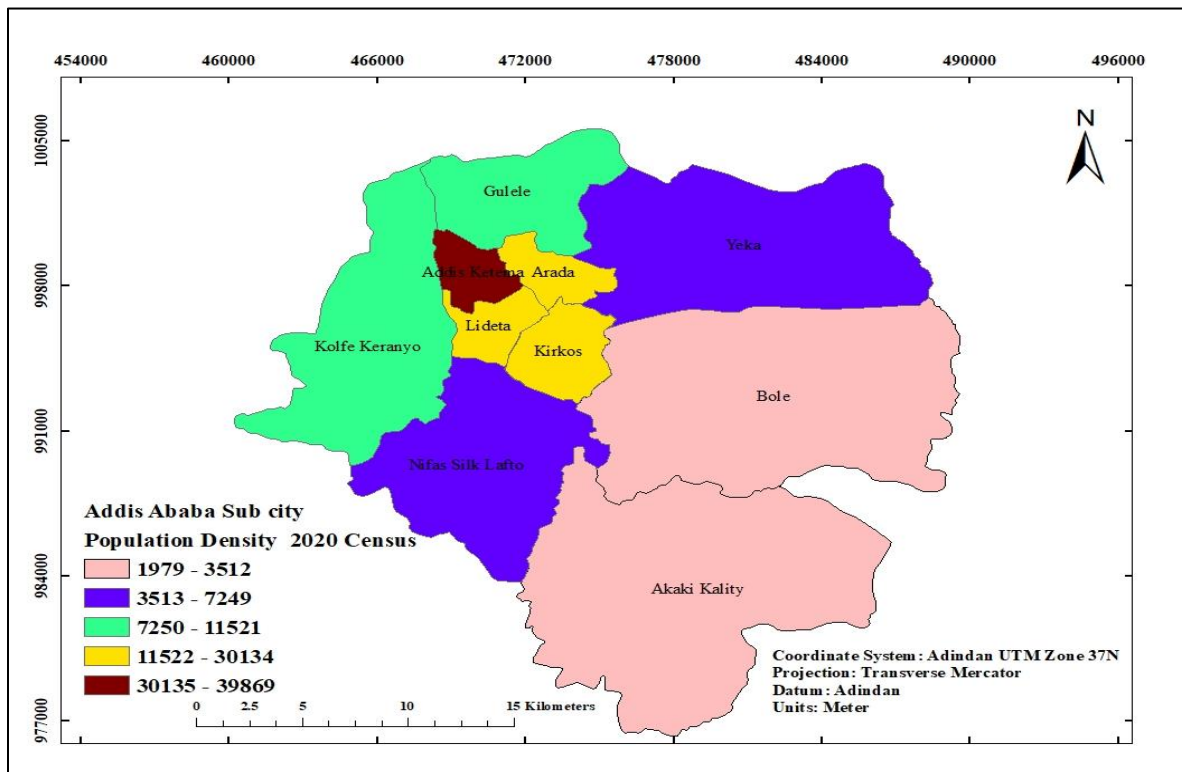 454000 460000 466000 472000 478000 484000 490000 496000
N
1005000
998000
991000
984000
977000
Gulele
Yeka
Addis Ketema
Arada
Lideta
Kirkos
Kolfe Keranyo
Bole
Nifas Silk Lafto
Akaki Kality
Addis Ababa Sub city
Population Density 2020 Census
1979 - 3512
3513 - 7249
7250 - 11521
11522 - 30134
30135 - 39869
0 2.5 5 10 15 Kilometers
Coordinate System: Adindan UTM Zone 37N
Projection: Transverse Mercator
Datum: Adindan
Units: Meter